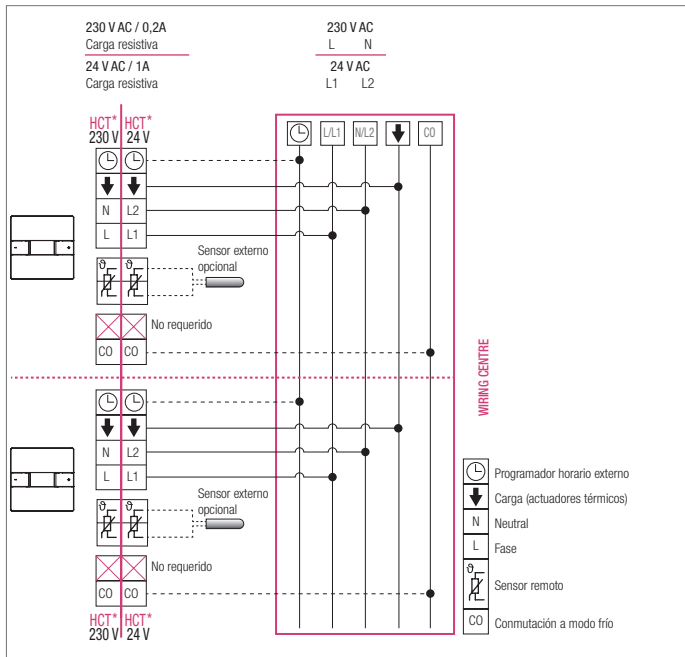 230 V AC / 0,2A
Carga resistiva
24 V AC / 1A
Carga resistiva
230 V AC
L N
24 V AC
L1 L2
HCT* HCT*
230 V 24 V
L/L1 N/L2 CO
N L2
L L1
ϑ ϑ
Sensor externo
opcional
No requerido
CO CO
N L2
L L1
ϑ ϑ
Sensor externo
opcional
No requerido
CO CO
HCT* HCT*
230 V 24 V
WIRING CENTRE
Programador horario externo
Carga (actuadores térmicos)
N Neutral
L Fase
ϑ Sensor remoto
CO Conmutación a modo frío